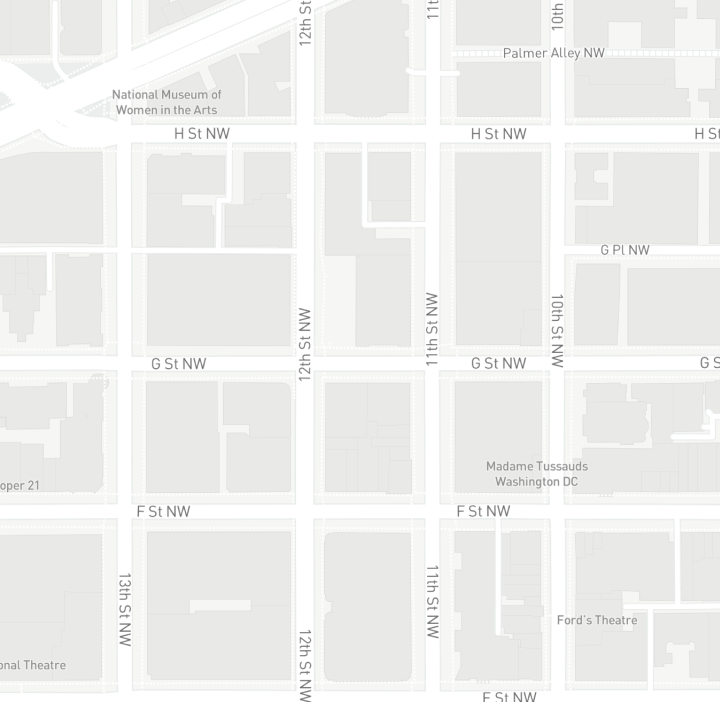 12th St
11t
10th
Palmer Alley NW
National Museum of
Women in the Arts
H St NW
H St NW
H St
G Pl NW
12th St NW
11th St NW
10th St NW
G St NW
G St NW
G S
oper 21
Madame Tussauds
Washington DC
F St NW
F St NW
13th St NW
11th St NW
Ford's Theatre
12th St NW
onal Theatre
E St NW